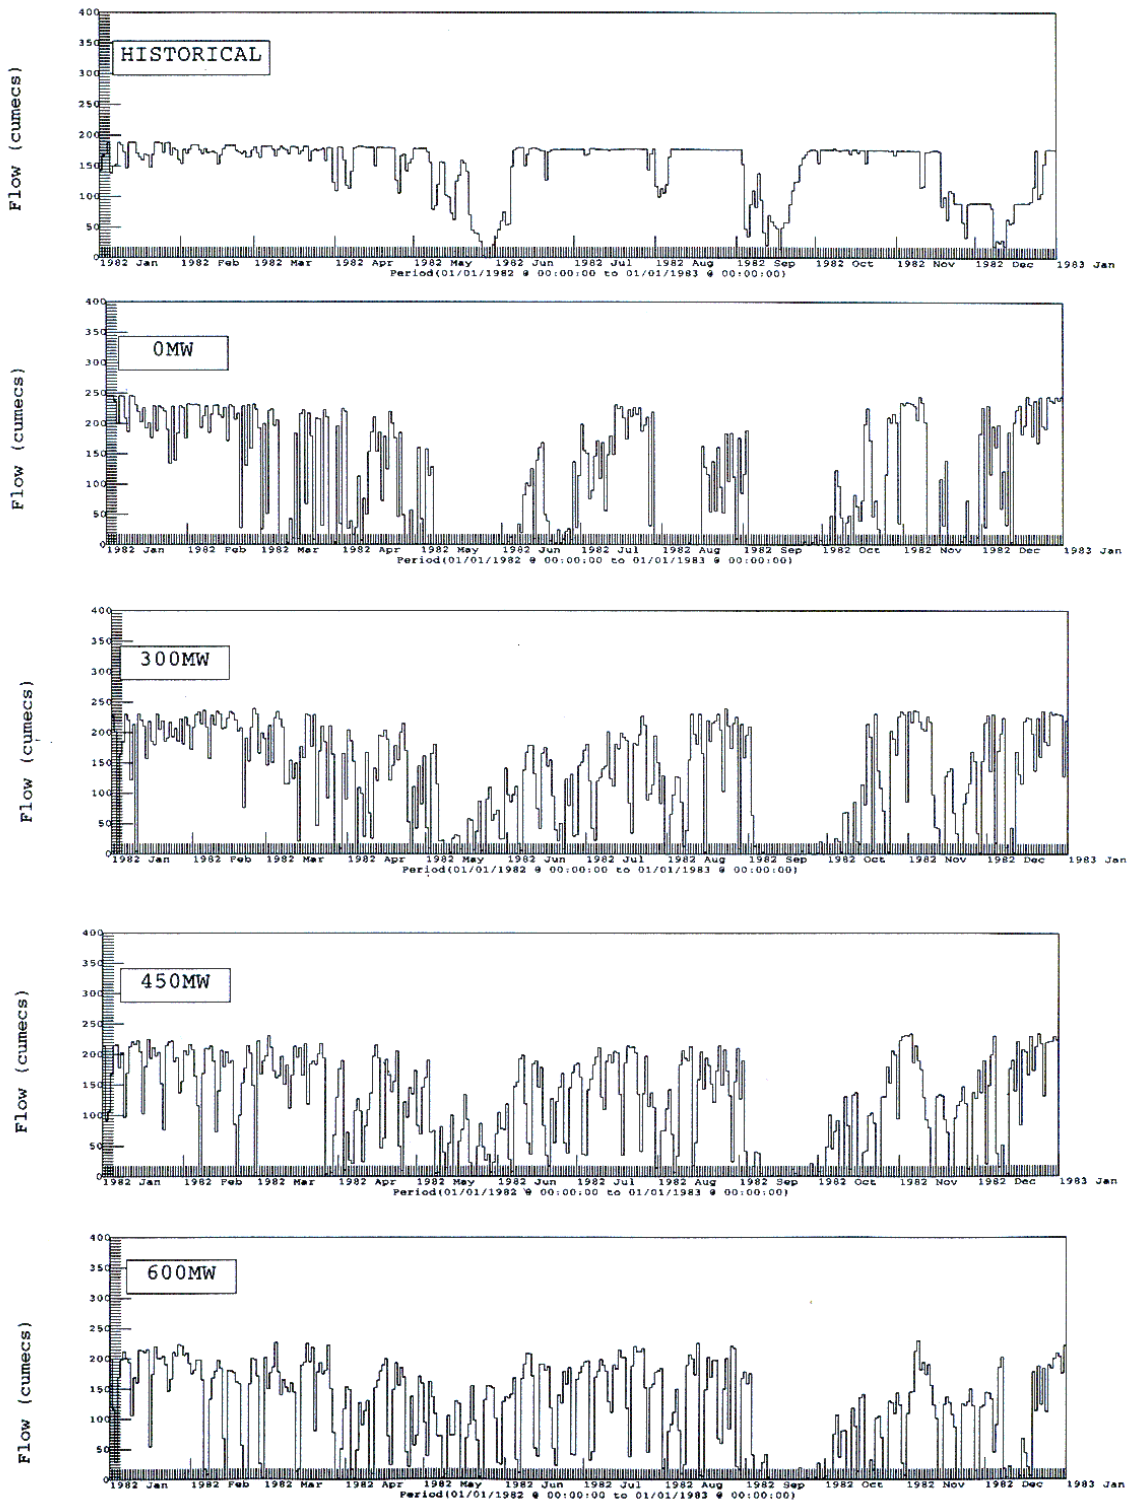 400
HISTORICAL
350
300
250
200
150
100
50
0
Flow (cumecs)
1982 Jan 1982 Feb 1982 Mar 1982 Apr 1982 May 1982 Jun 1982 Jul 1982 Aug 1982 Sep 1982 Oct 1982 Nov 1982 Dec 1983 Jan
Period(01/01/1982 @ 00:00:00 to 01/01/1983 @ 00:00:00)
400
350
0MW
300
250
200
150
100
50
0
Flow (cumecs)
1982 Jan 1982 Feb 1982 Mar 1982 Apr 1982 May 1982 Jun 1982 Jul 1982 Aug 1982 Sep 1982 Oct 1982 Nov 1982 Dec 1983 Jan
Period(01/01/1982 @ 00:00:00 to 01/01/1983 @ 00:00:00)
400
350
300MW
300
250
200
150
100
50
0
Flow (cumecs)
1982 Jan 1982 Feb 1982 Mar 1982 Apr 1982 May 1982 Jun 1982 Jul 1982 Aug 1982 Sep 1982 Oct 1982 Nov 1982 Dec 1983 Jan
Period(01/01/1982 @ 00:00:00 to 01/01/1983 @ 00:00:00)
400
350
450MW
300
250
200
150
100
50
0
Flow (cumecs)
1982 Jan 1982 Feb 1982 Mar 1982 Apr 1982 May 1982 Jun 1982 Jul 1982 Aug 1982 Sep 1982 Oct 1982 Nov 1982 Dec 1983 Jan
Period(01/01/1982 @ 00:00:00 to 01/01/1983 @ 00:00:00)
400
350
600MW
300
250
200
150
100
50
0
Flow (cumecs)
1982 Jan 1982 Feb 1982 Mar 1982 Apr 1982 May 1982 Jun 1982 Jul 1982 Aug 1982 Sep 1982 Oct 1982 Nov 1982 Dec 1983 Jan
Period(01/01/1982 @ 00:00:00 to 01/01/1983 @ 00:00:00)